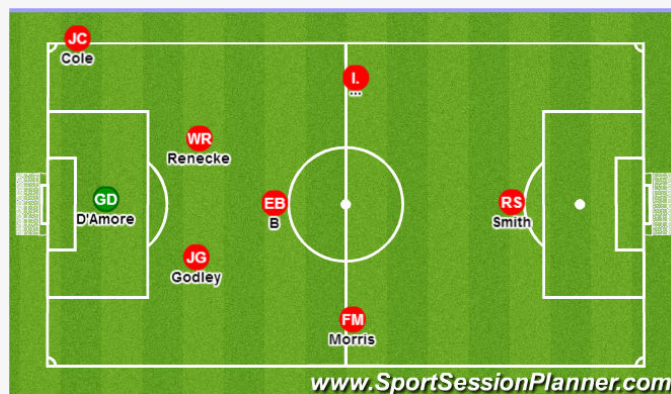 JC
Cole
I.
...
WR
Renecke
GD
D'Amore
EB
B
RS
Smith
JG
Godley
FM
Morris
www.SportSessionPlanner.com